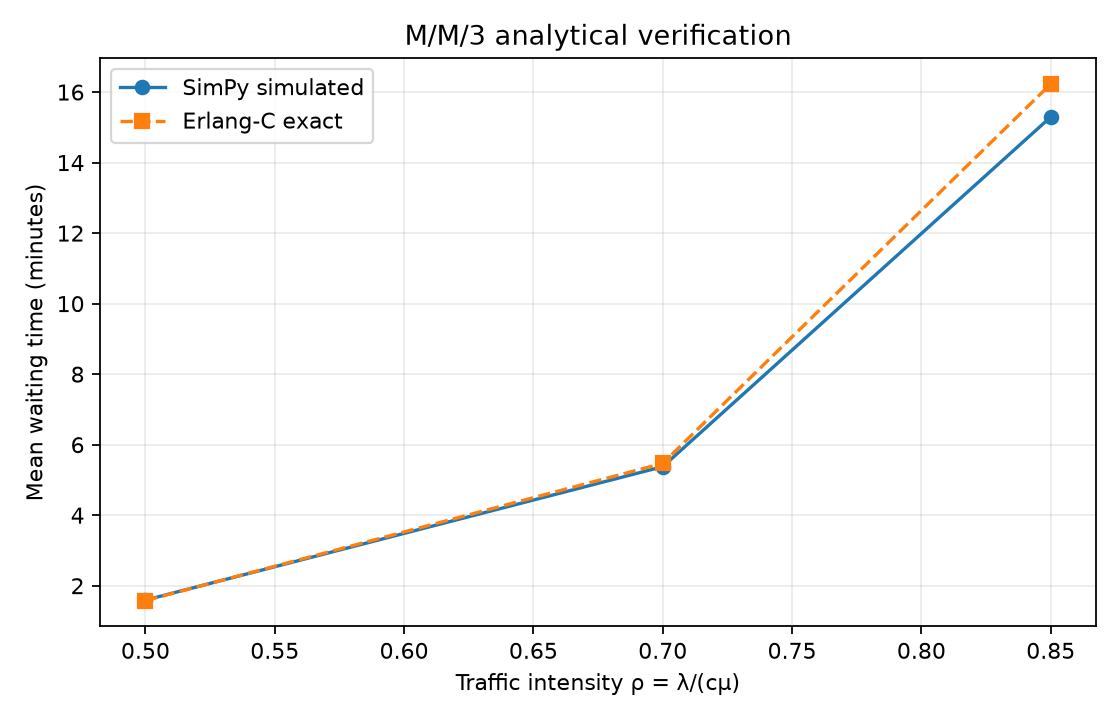 M/M/3 analytical verification
SimPy simulated
Erlang-C exact
Mean waiting time (minutes)
16
14
12
10
8
6
4
2
0.50 0.55 0.60 0.65 0.70 0.75 0.80 0.85
Traffic intensity ρ = λ/(cμ)